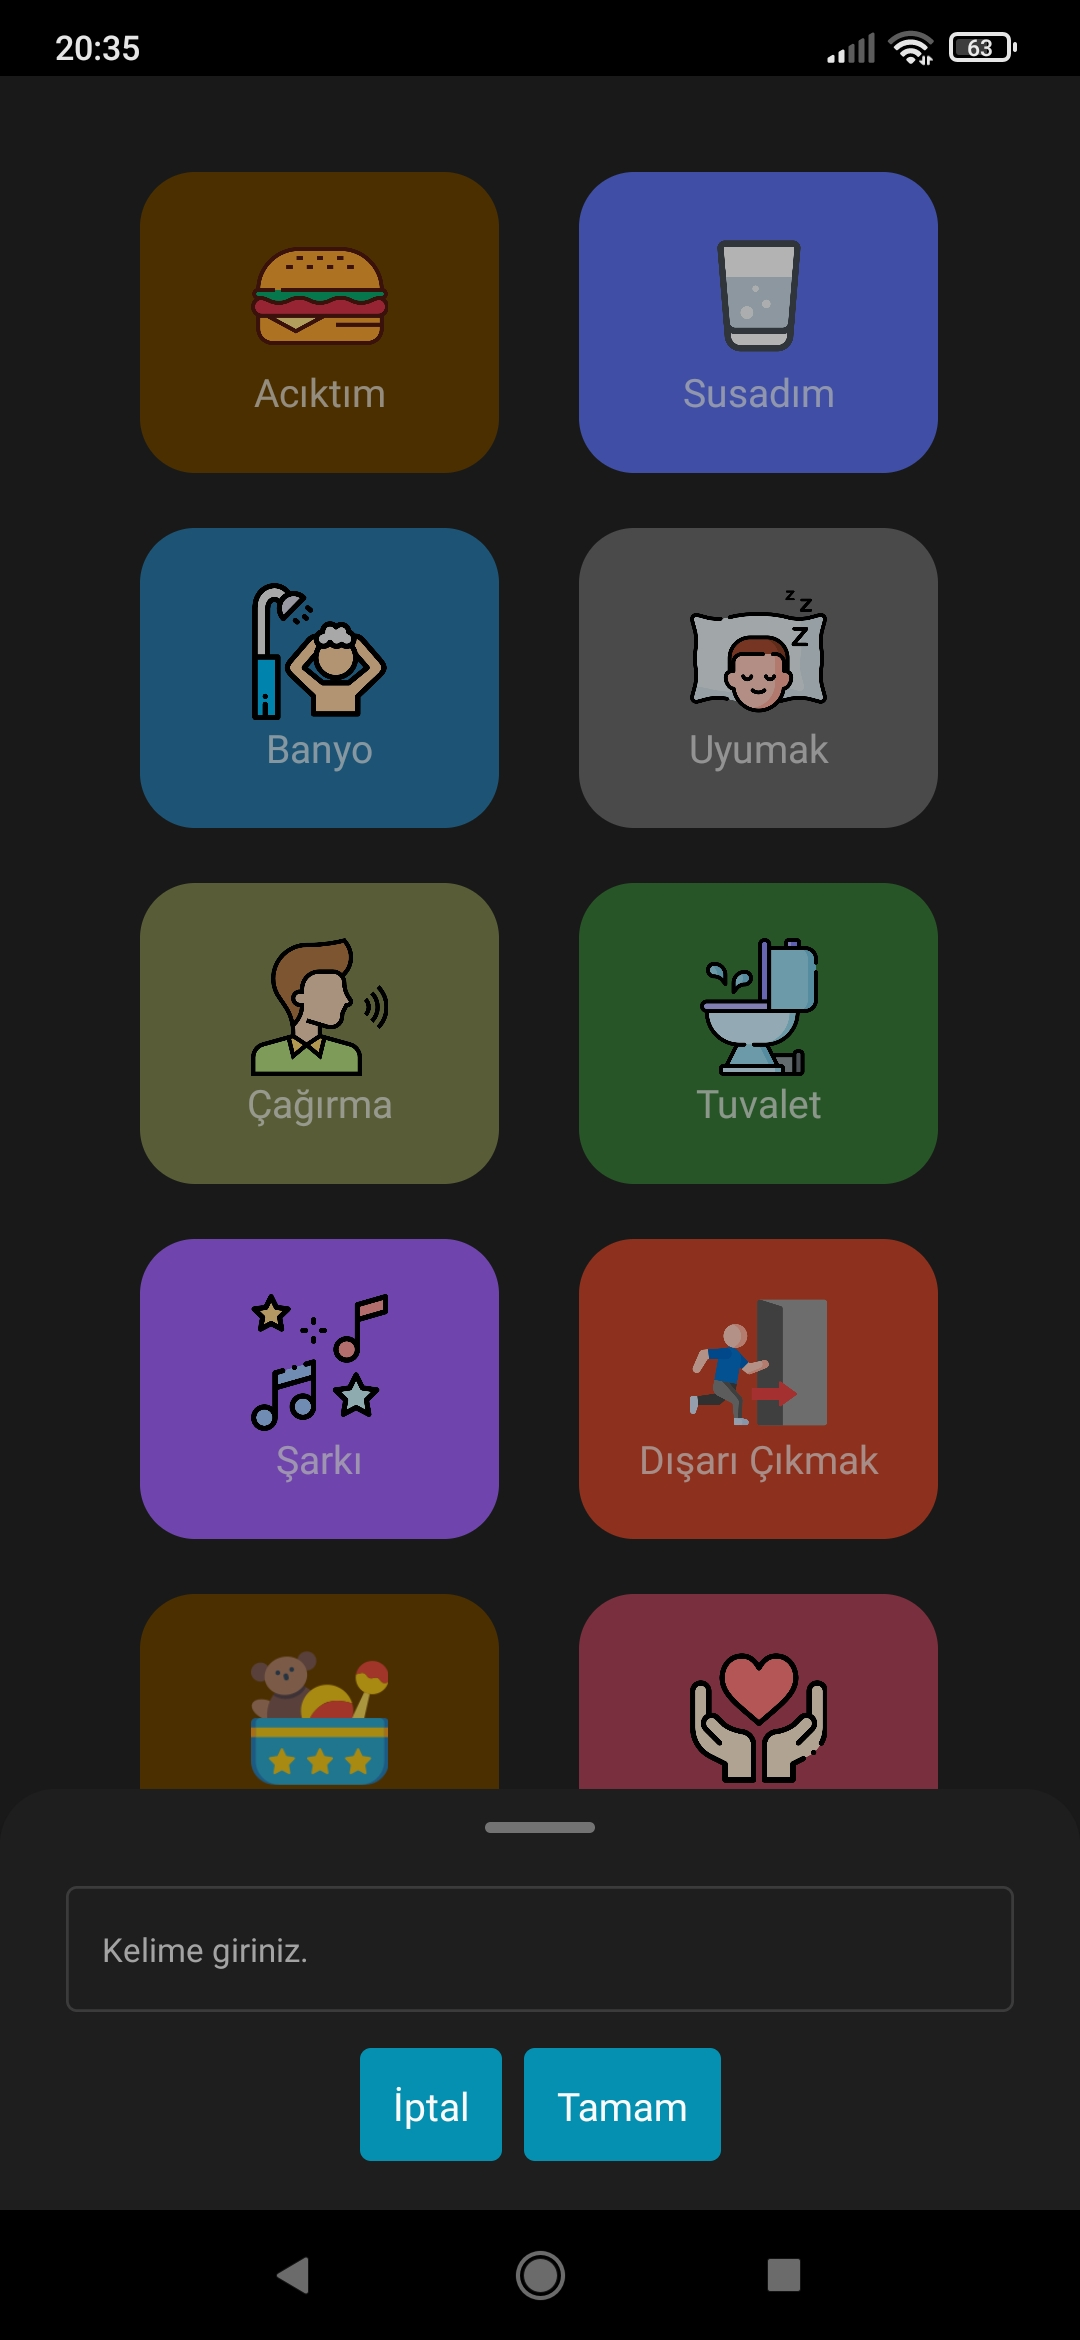 20:35
63
Acıktım
Susadım
Banyo
Uyumak
Çağırma
Tuvalet
Şarkı
Dışarı Çıkmak
Kelime giriniz.
İptal
Tamam